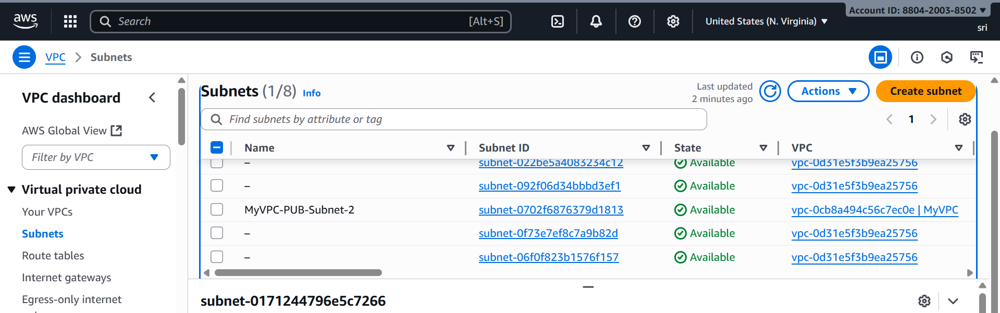 aws
Search [Alt+S]
United States (N. Virginia)
Account ID: 8804-2003-8502
sri
VPC
Subnets
VPC dashboard
AWS Global View
Filter by VPC
Virtual private cloud
Your VPCs
Subnets
Route tables
Internet gateways
Egress-only internet
Subnets (1/8) Info
Last updated
2 minutes ago
Actions
Create subnet
Find subnets by attribute or tag
1
Name Subnet ID State VPC
– subnet-022be5a4083234c12 Available vpc-0d31e5f3b9ea25756
– subnet-092f06d34bbbd3ef1 Available vpc-0d31e5f3b9ea25756
MyVPC-PUB-Subnet-2 subnet-0702f6876379d1813 Available vpc-0cb8a494c56c7ec0e | MyVPC
– subnet-0f73e7ef8c7a9b82d Available vpc-0d31e5f3b9ea25756
– subnet-06f0f823b1576f157 Available vpc-0d31e5f3b9ea25756
subnet-0171244796e5c7266